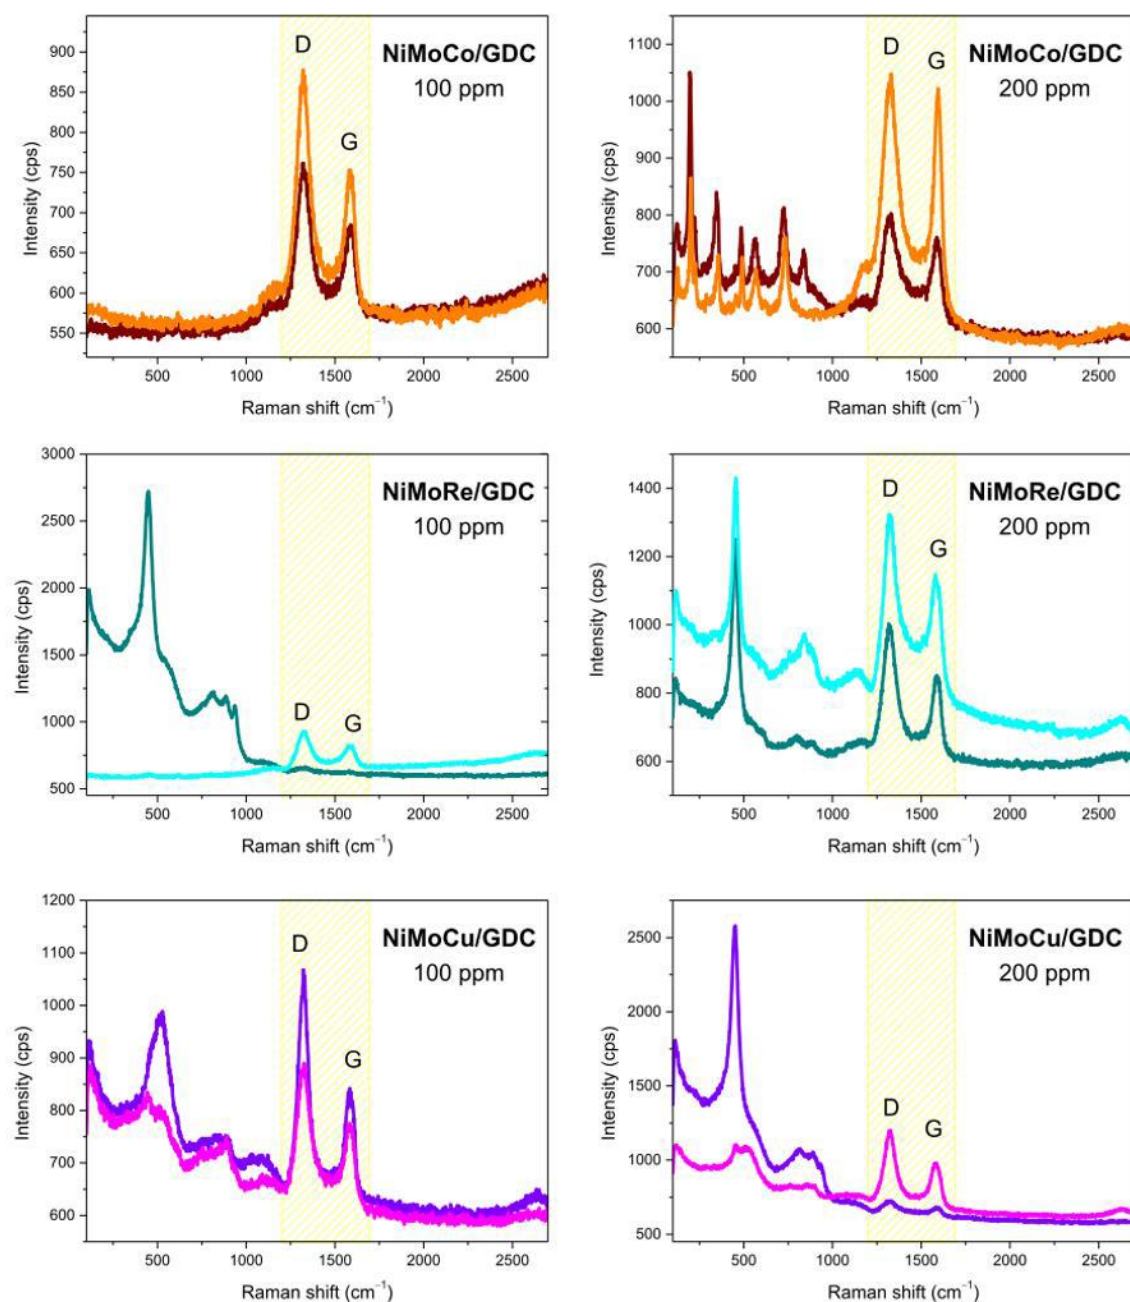 NiMoCo/GDC
100 ppm
D
G
900
850
800
750
700
650
600
550
Intensity (cps)
500
1000
1500
2000
2500
Raman shift (cm⁻¹)
NiMoCo/GDC
200 ppm
D
G
1100
1000
900
800
700
600
Intensity (cps)
500
1000
1500
2000
2500
Raman shift (cm⁻¹)
NiMoRe/GDC
100 ppm
D
G
3000
2500
2000
1500
1000
500
Intensity (cps)
500
1000
1500
2000
2500
Raman shift (cm⁻¹)
NiMoRe/GDC
200 ppm
D
G
1400
1200
1000
800
600
Intensity (cps)
500
1000
1500
2000
2500
Raman shift (cm⁻¹)
NiMoCu/GDC
100 ppm
D
G
1200
1100
1000
900
800
700
600
Intensity (cps)
500
1000
1500
2000
2500
Raman shift (cm⁻¹)
NiMoCu/GDC
200 ppm
D
G
2500
2000
1500
1000
500
Intensity (cps)
500
1000
1500
2000
2500
Raman shift (cm⁻¹)